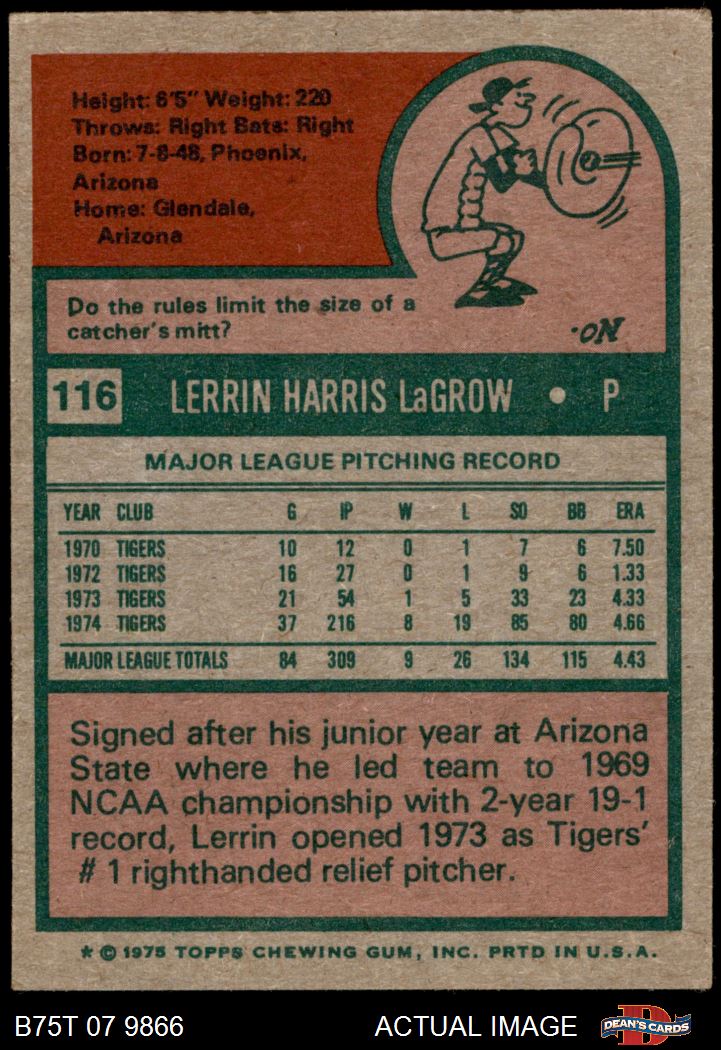 Height: 6'5" Weight: 220
Throws: Right Bats: Right
Born: 7-8-48, Phoenix,
Arizona
Home: Glendale,
Arizona
Do the rules limit the size of a
catcher's mitt?
·ON
116 LERRIN HARRIS LaGROW • P
MAJOR LEAGUE PITCHING RECORD
YEAR CLUB G IP W L SO BB ERA
1970 TIGERS 10 12 0 1 7 6 7.50
1972 TIGERS 16 27 0 1 9 6 1.33
1973 TIGERS 21 54 1 5 33 23 4.33
1974 TIGERS 37 216 8 19 85 80 4.66
MAJOR LEAGUE TOTALS 84 309 9 26 134 115 4.43
Signed after his junior year at Arizona
State where he led team to 1969
NCAA championship with 2-year 19-1
record, Lerrin opened 1973 as Tigers'
# 1 righthanded relief pitcher.
* © 1975 TOPPS CHEWING GUM, INC. PRTD IN U.S.A.
B75T 07 9866 ACTUAL IMAGE DEAN'S CARDS